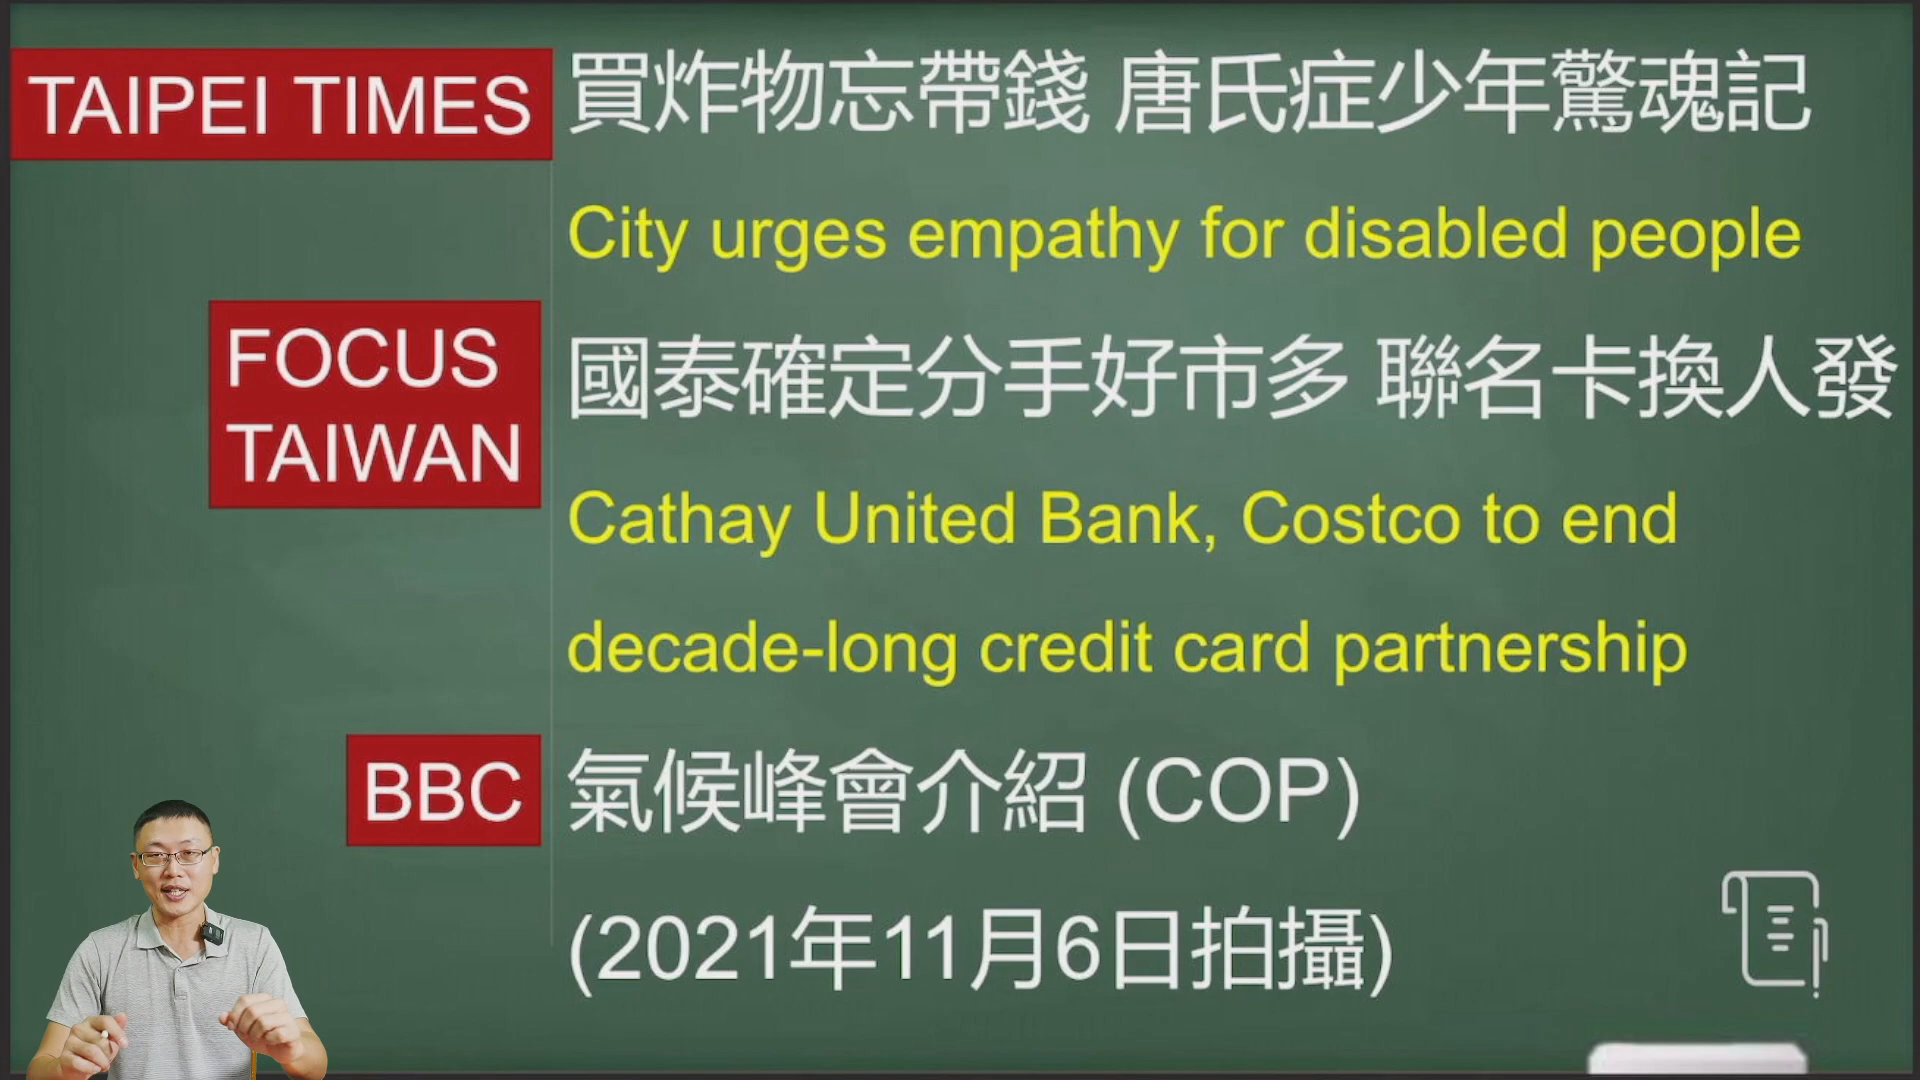 TAIPEI TIMES
買炸物忘帶錢 唐氏症少年驚魂記
City urges empathy for disabled people
FOCUS
TAIWAN
國泰確定分手好市多 聯名卡換人發
Cathay United Bank, Costco to end
decade-long credit card partnership
BBC
氣候峰會介紹 (COP)
(2021年11月6日拍攝)